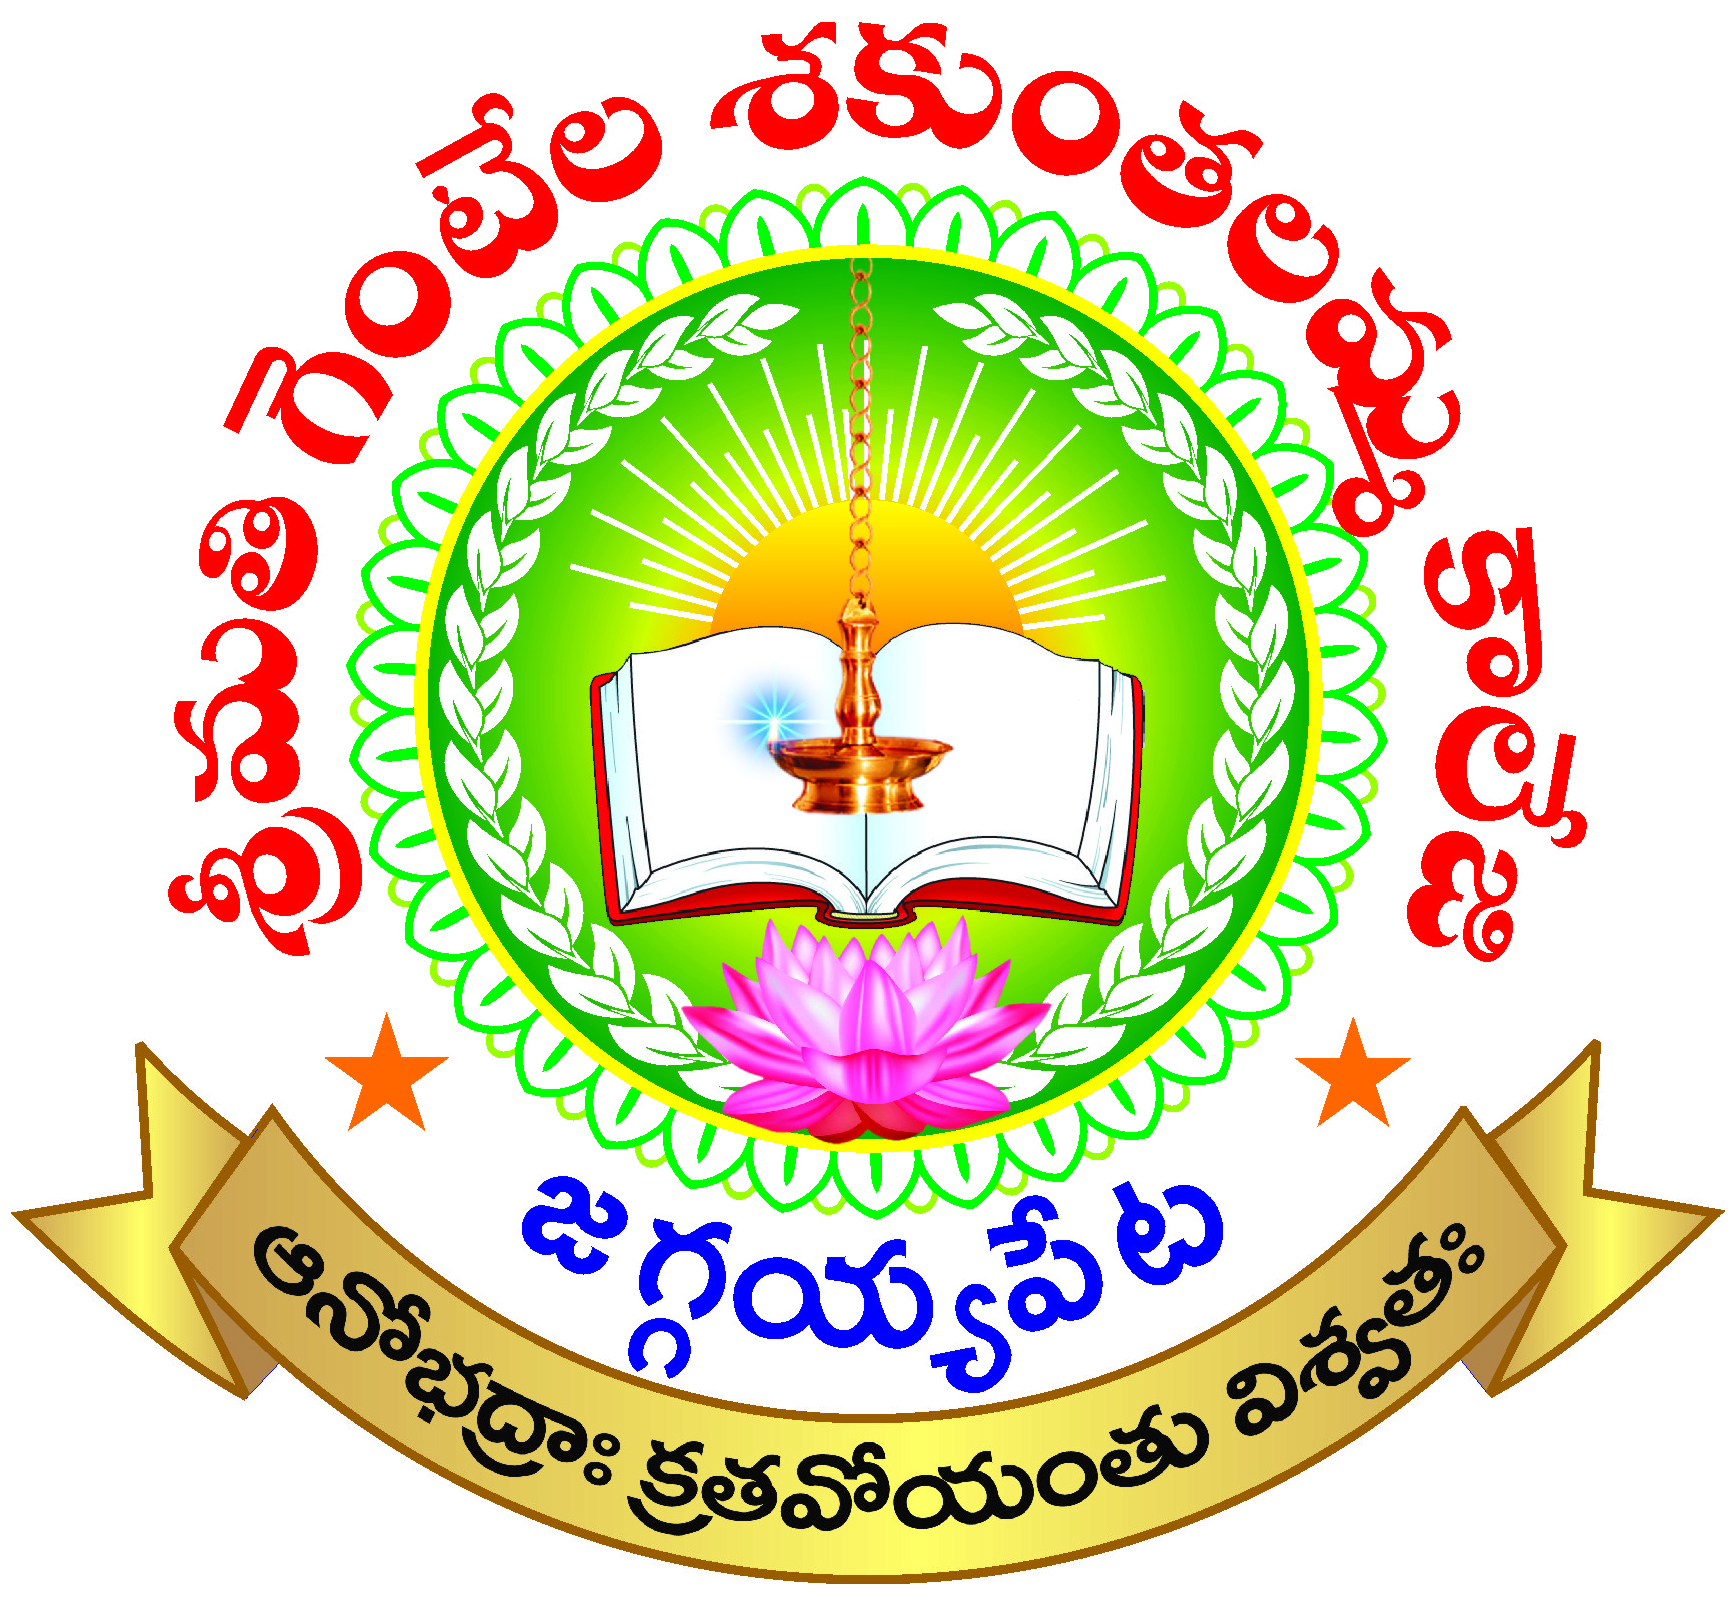 శ్రీమతి గెంటేల శకుంతలమ్మ కాలేజి
జగ్గయ్యపేట
ఆనోభద్రాః క్రతవోయంతు విశ్వతః